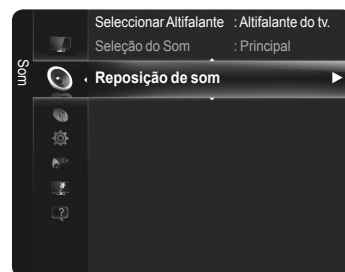 Seleccionar Altifalante : Altifalante do tv.
Seleção do Som : Principal
Som
Reposição de som